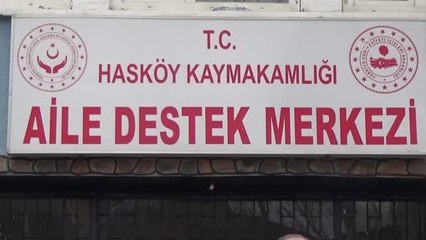 T.C.
HASKÖY KAYMAKAMLIĞI
AİLE DESTEK MERKEZİ